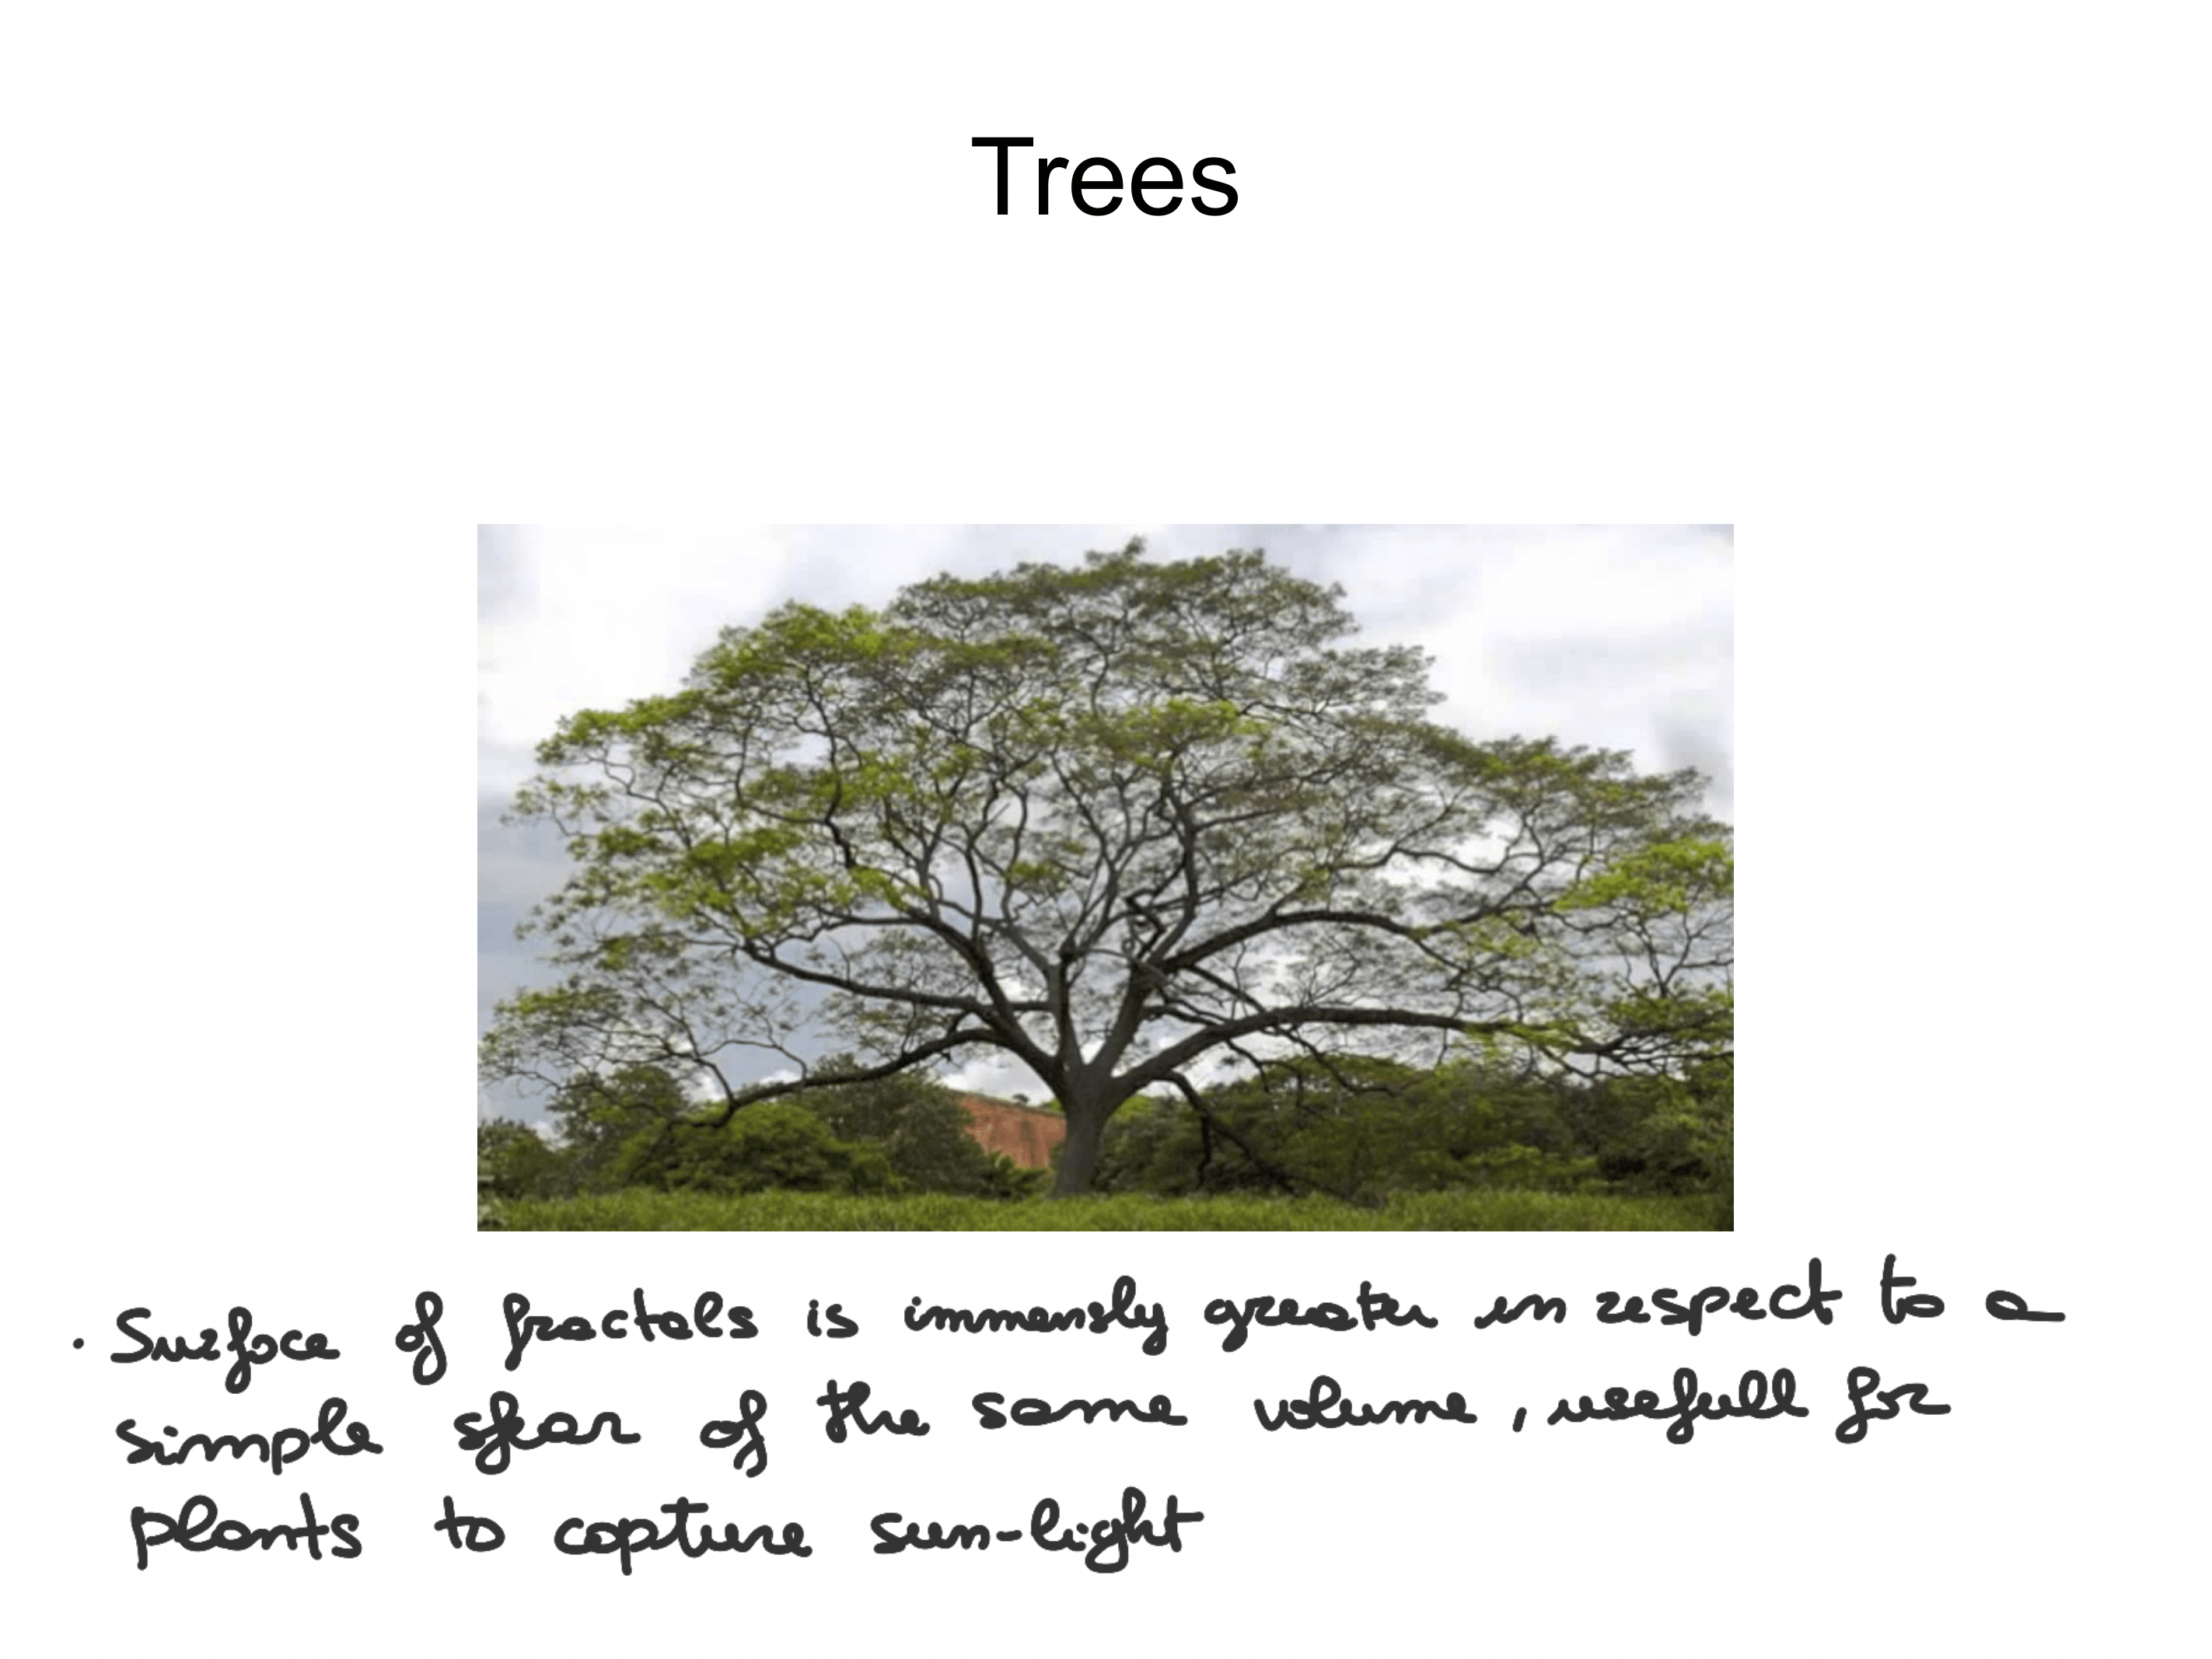 Trees
· Surface of fractals is immensly greater in respect to a
simple sfear of the same volume, usefull for
plants to capture sun-light